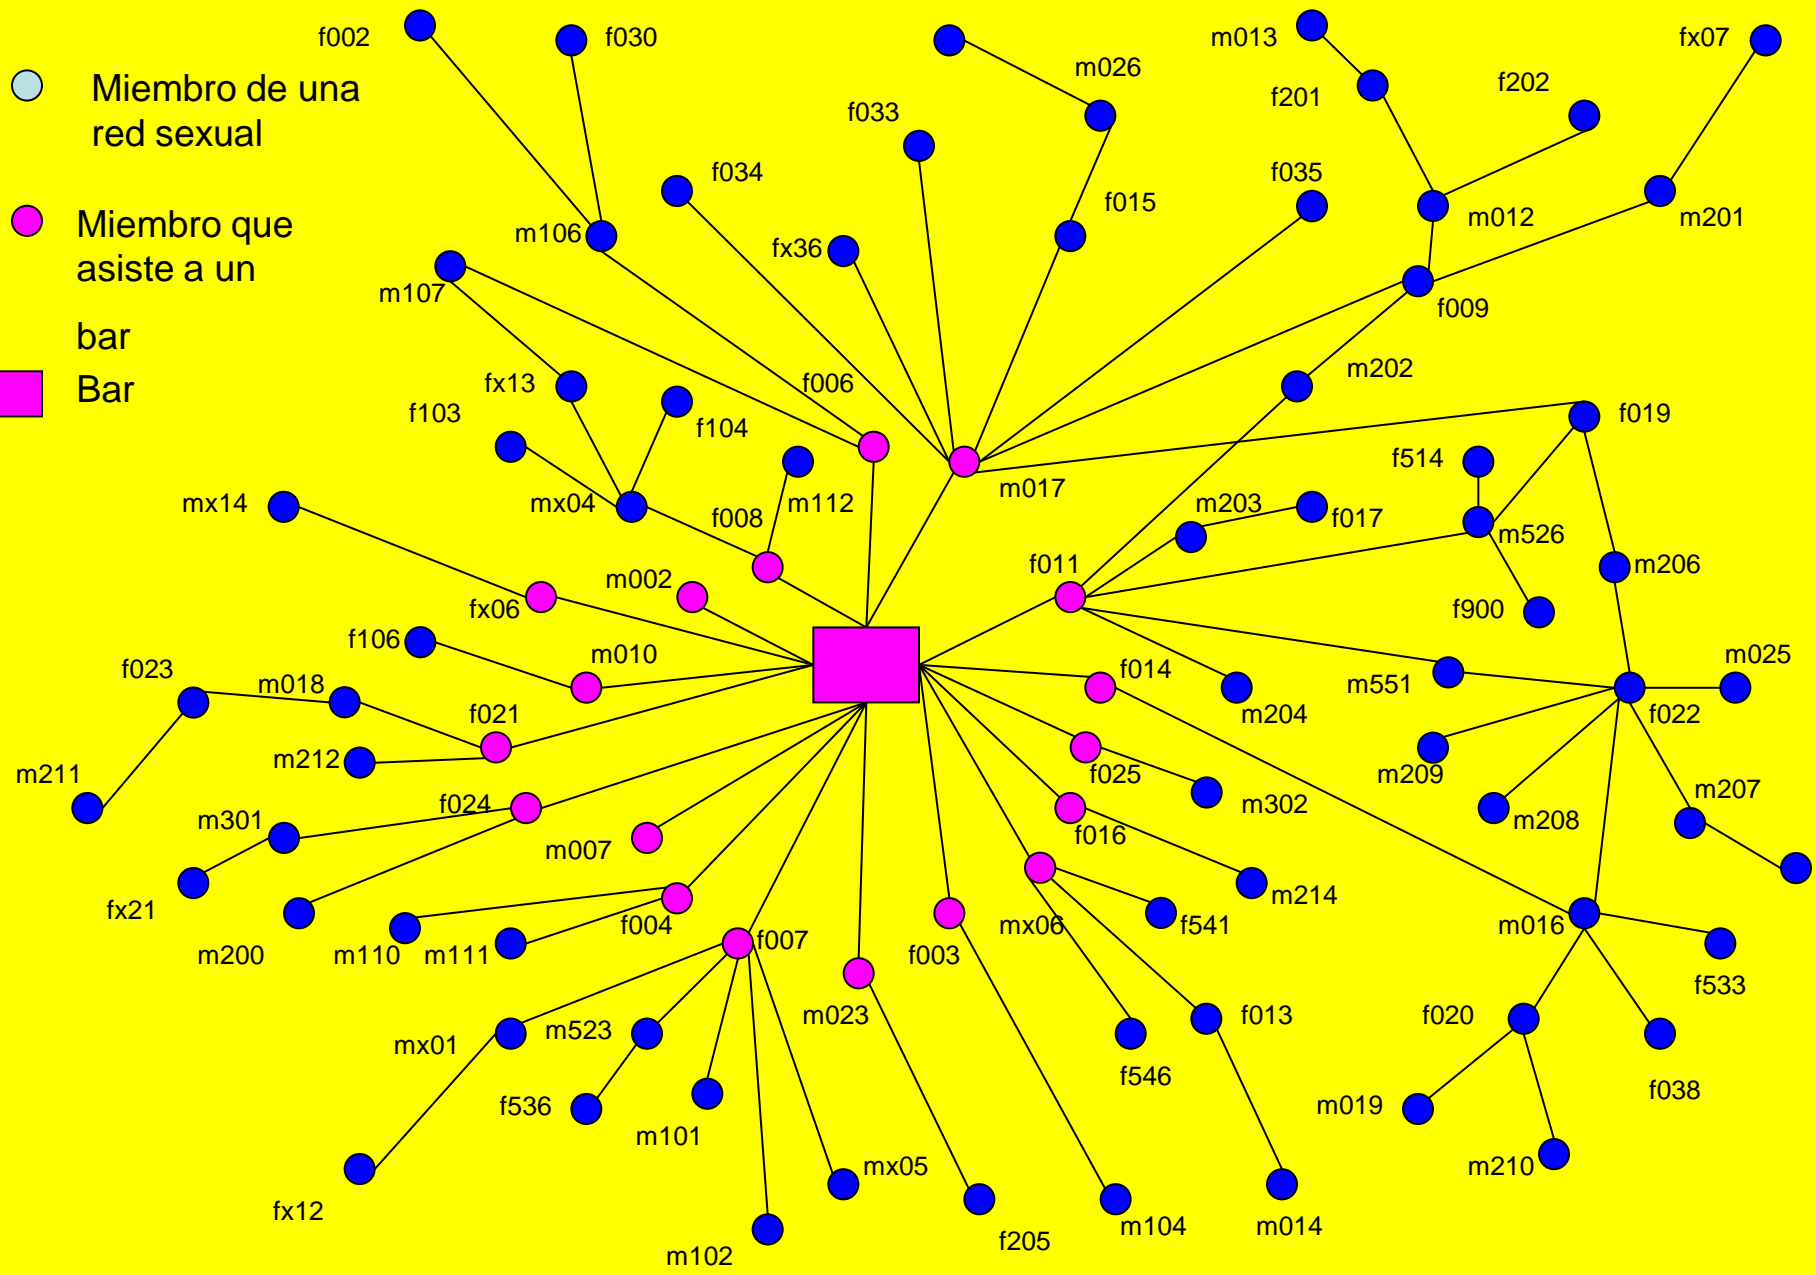 f002
f030
m013
fx07
m026
Miembro de una
red sexual
f201
f202
f033
f034
f035
f015
Miembro que
asiste a un
bar
Bar
m106
fx36
m012
m201
m107
f009
fx13
f006
m202
f103
f104
f019
f514
mx14
mx04
f008
m112
m017
m203
f017
m526
f011
m206
m002
fx06
f900
f106
m010
f014
m025
f023
m018
f021
m551
m204
f022
m212
m211
f025
m209
f024
m302
m207
m301
m007
f016
m208
fx21
m214
m200
m110
m111
f004
f007
f003
mx06
f541
m016
f533
m023
f013
f020
mx01
m523
f546
f038
f536
m101
m019
mx05
m210
fx12
m102
f205
m104
m014